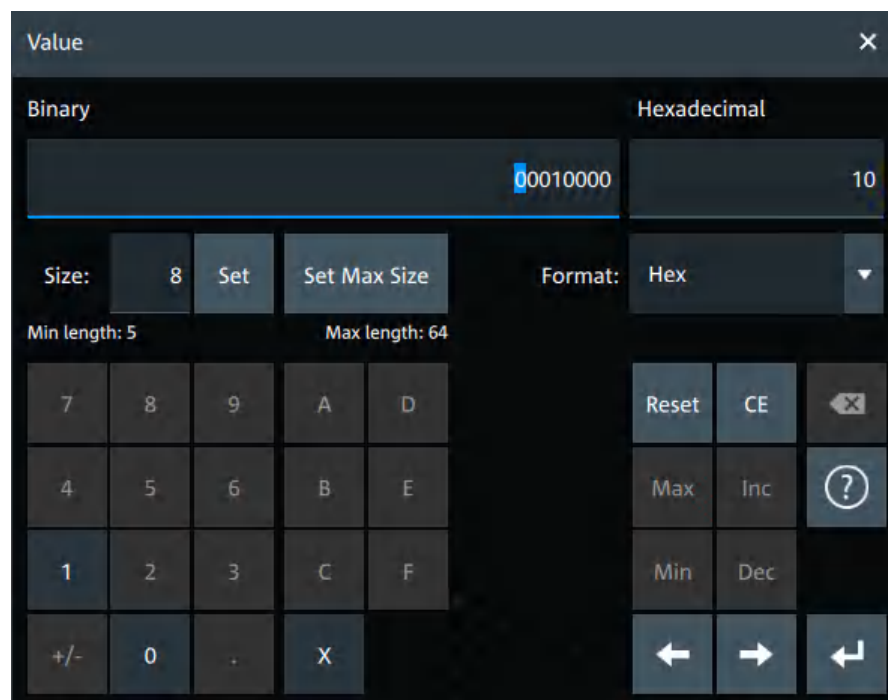 Value ×
Binary Hexadecimal
00010000 10
Size: 8 Set Set Max Size Format: Hex
Min length: 5 Max length: 64
7 8 9 A D Reset CE
4 5 6 B E Max Inc ?
1 2 3 C F Min Dec
+/- 0 . X